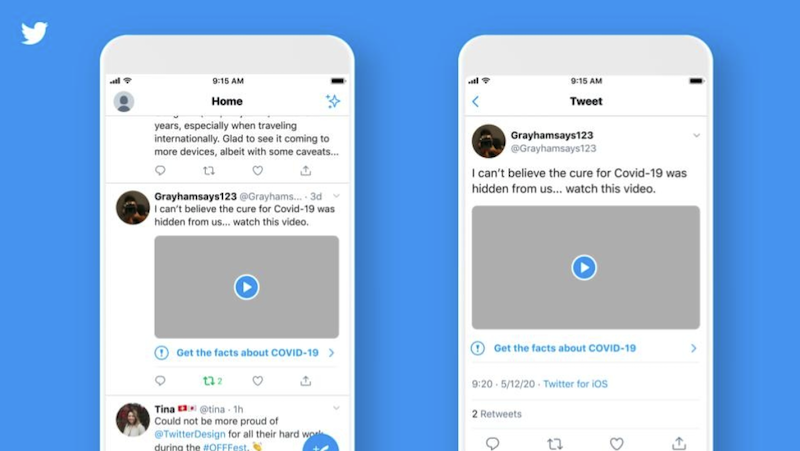 9:15 AM
Home
years, especially when traveling
internationally. Glad to see it coming to
more devices, albeit with some caveats...
Grayhamsays123 @Grayhams... · 3d
I can't believe the cure for Covid-19 was
hidden from us... watch this video.
Get the facts about COVID-19
2
Tina @tina · 1h
Could not be more proud of
@TwitterDesign for all their hard work
during the #OFFFest.
9:15 AM
Tweet
Grayhamsays123
@Grayhamsays123
I can't believe the cure for Covid-19 was
hidden from us... watch this video.
Get the facts about COVID-19
9:20 · 5/12/20 · Twitter for iOS
2 Retweets